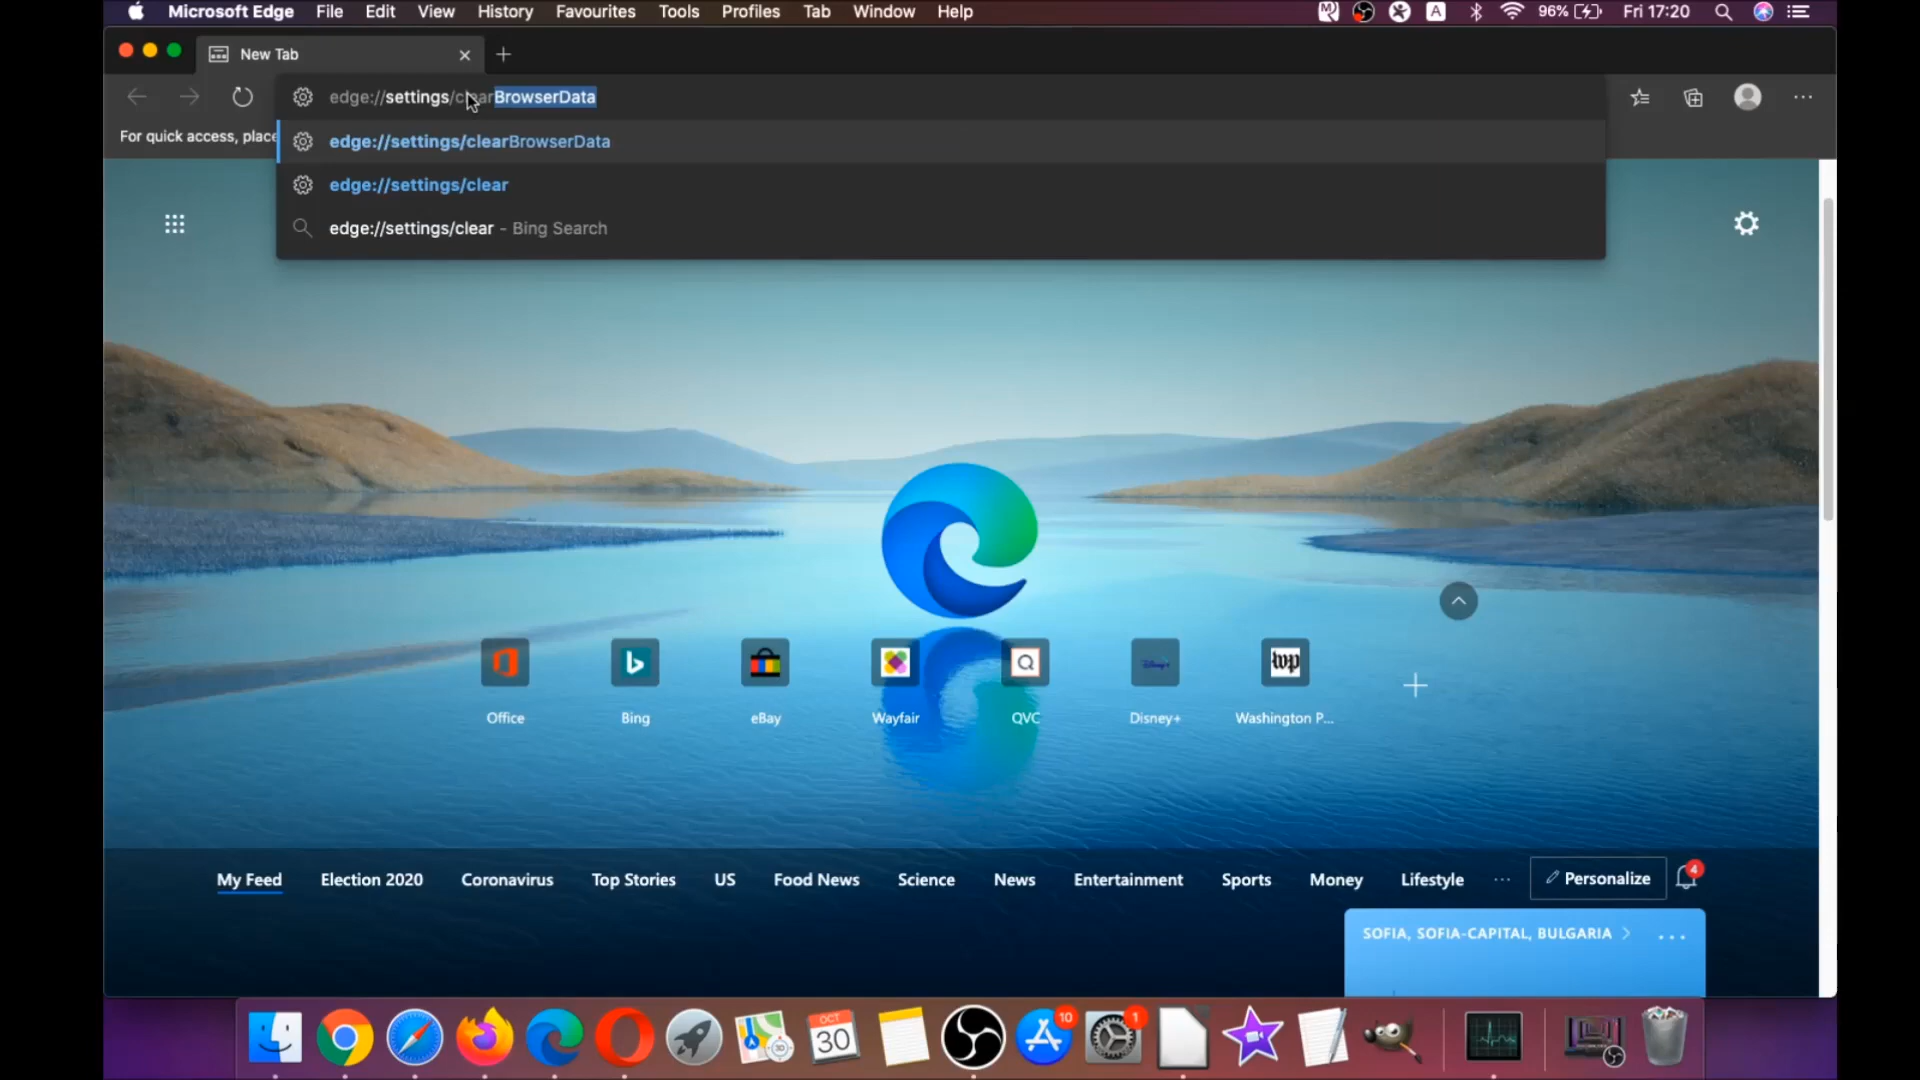 Microsoft Edge File Edit View History Favourites Tools Profiles Tab Window Help A 96% Fri 17:20
New Tab
edge://settings/clearBrowserData
For quick access, place
edge://settings/clearBrowserData
edge://settings/clear
edge://settings/clear - Bing Search
Office Bing eBay Wayfair QVC Disney+ Washington P...
My Feed Election 2020 Coronavirus Top Stories US Food News Science News Entertainment Sports Money Lifestyle ... Personalize 4
SOFIA, SOFIA-CAPITAL, BULGARIA
OCT
30
10
1